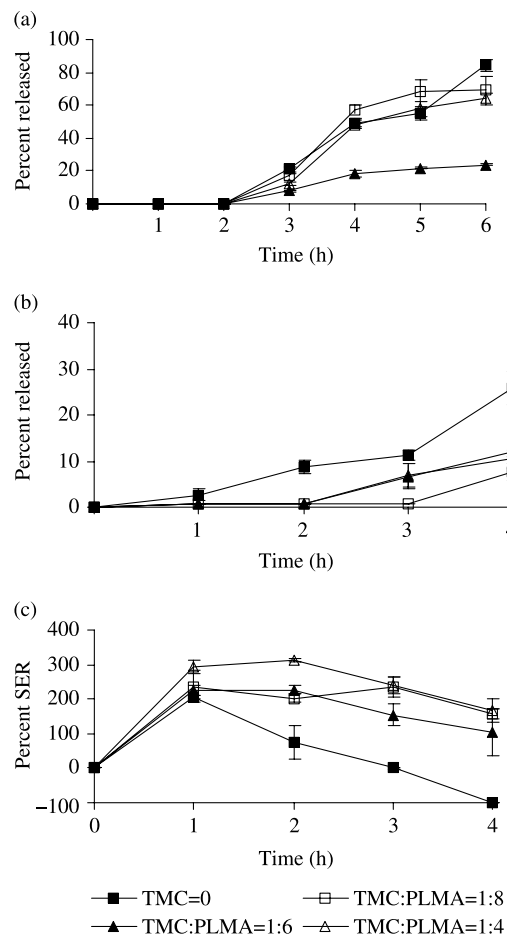 (a)
100
80
60
40
20
0
Percent released
1 2 3 4 5 6
Time (h)
(b)
40
30
20
10
0
Percent released
1 2 3
Time (h)
(c)
400
300
200
100
0
−100
Percent SER
0 1 2 3 4
Time (h)
TMC=0 TMC:PLMA=1:8
TMC:PLMA=1:6 TMC:PLMA=1:4